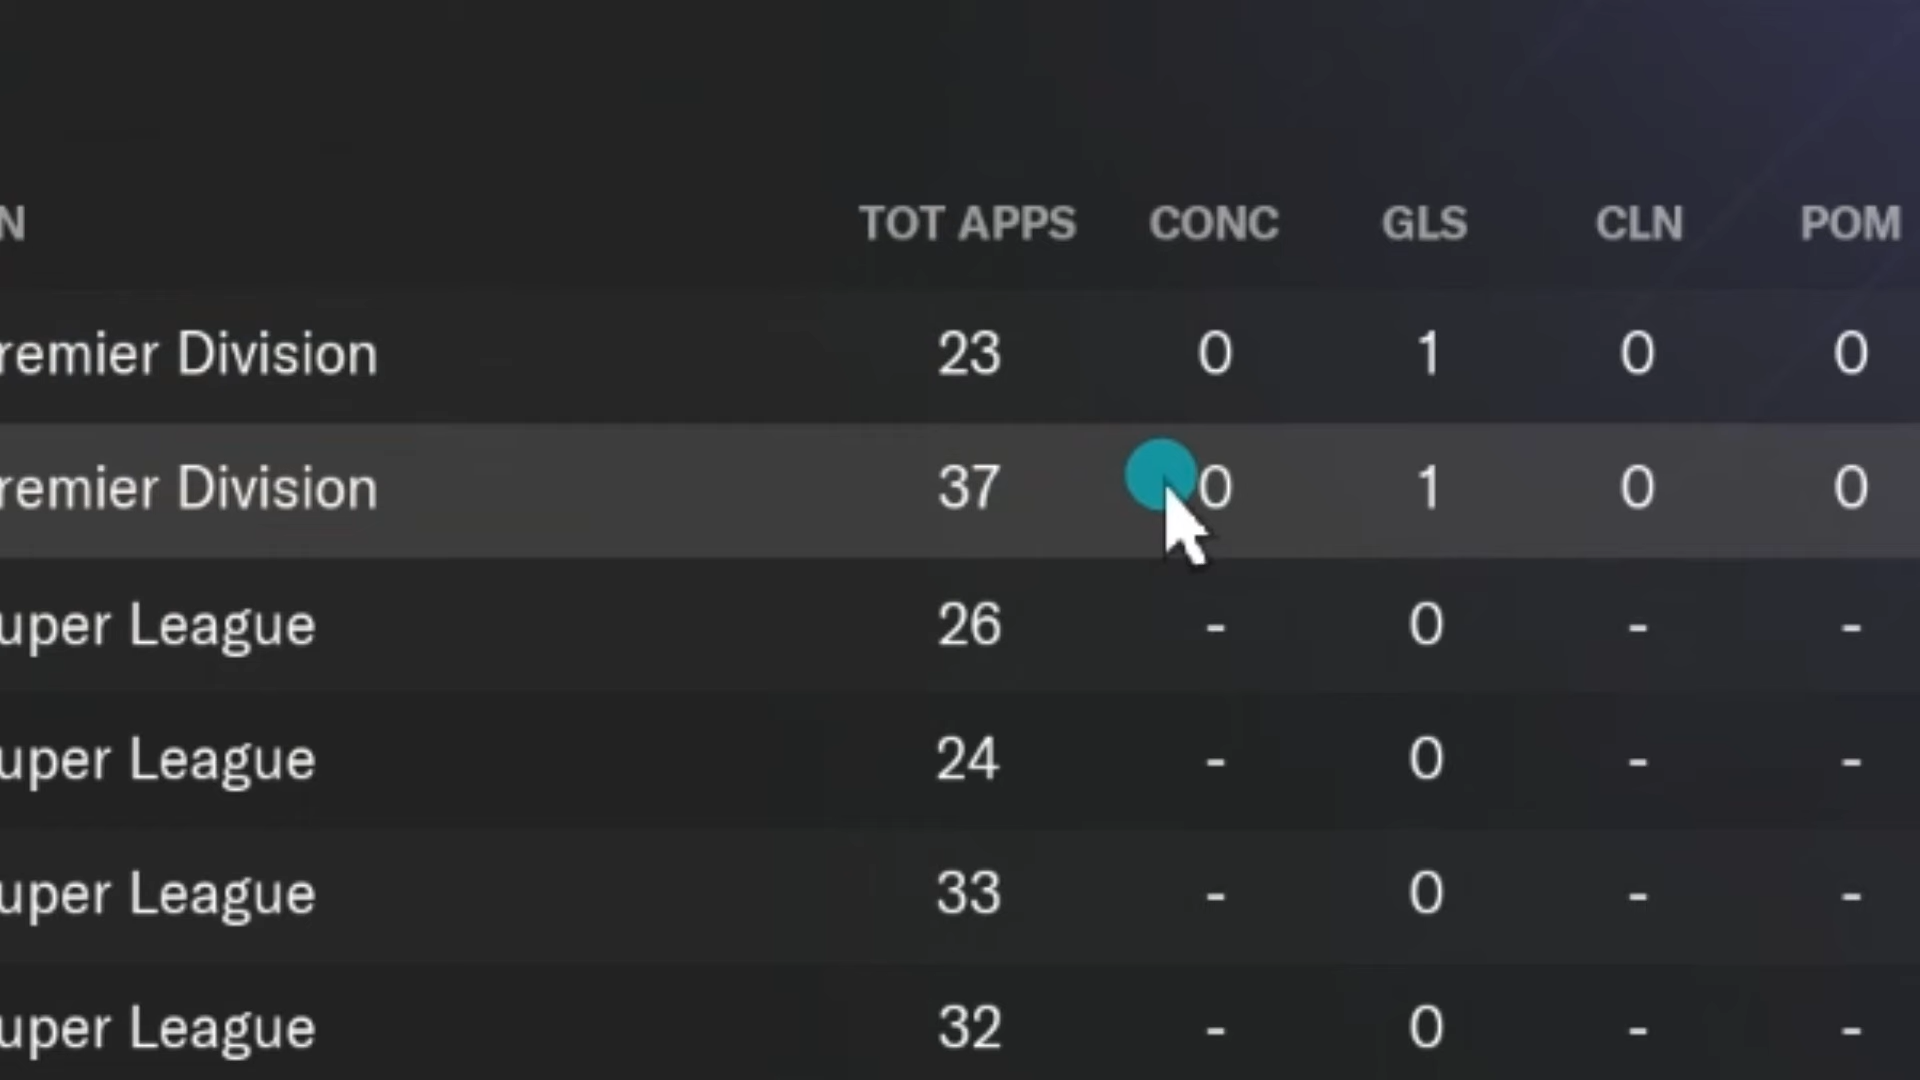 N TOT APPS CONC GLS CLN POM
remier Division 23 0 1 0 0
remier Division 37 0 1 0 0
uper League 26 - 0 - -
uper League 24 - 0 - -
uper League 33 - 0 - -
uper League 32 - 0 - -